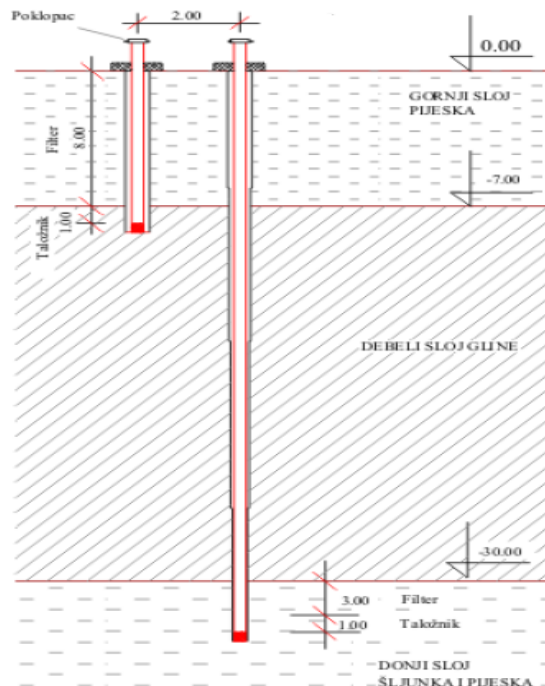 Poklopac
2.00
0.00
GORNJI SLOJ
PIJESKA
Filter
8.00
-7.00
Taložnik
1.00
DEBELI SLOJ GLINE
-30.00
3.00
Filter
1.00
Taložnik
DONJI SLOJ
ŠLJUNKA I PIJESKA